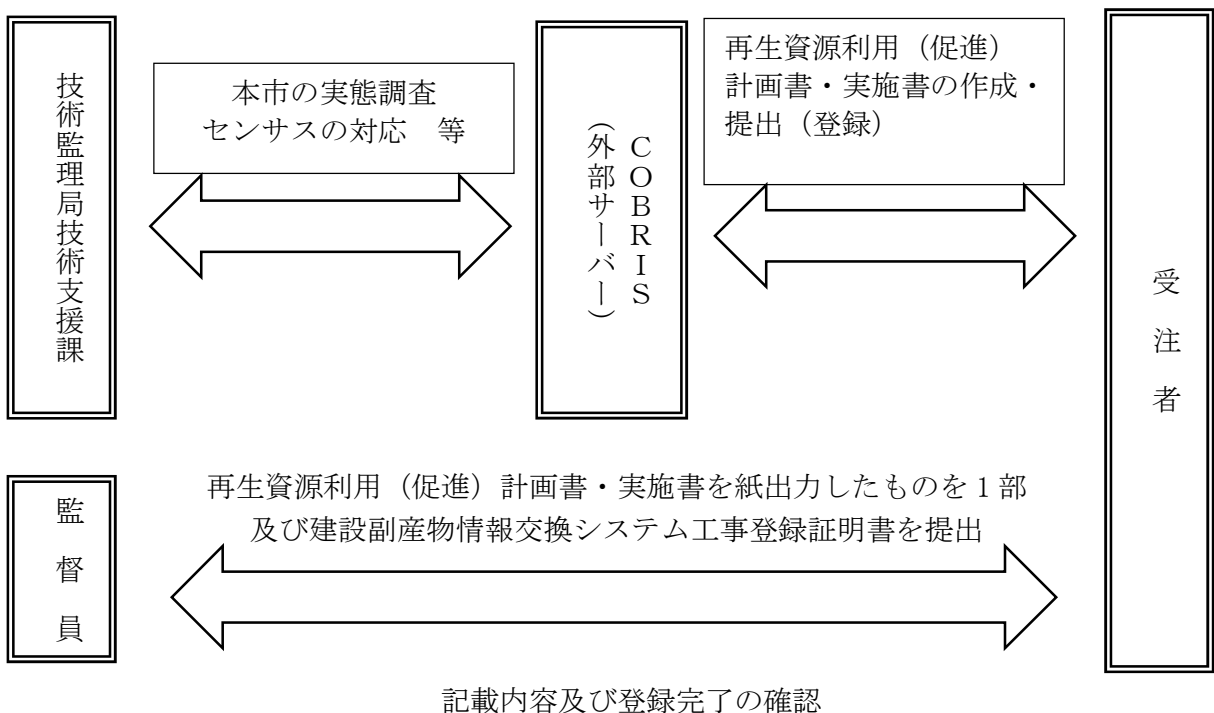 技術監理局技術支援課
本市の実態調査
センサスの対応　等
COBRIS
（外部サーバー）
再生資源利用（促進）
計画書・実施書の作成・
提出（登録）
受注者
監督員
再生資源利用（促進）計画書・実施書を紙出力したものを１部
及び建設副産物情報交換システム工事登録証明書を提出
記載内容及び登録完了の確認